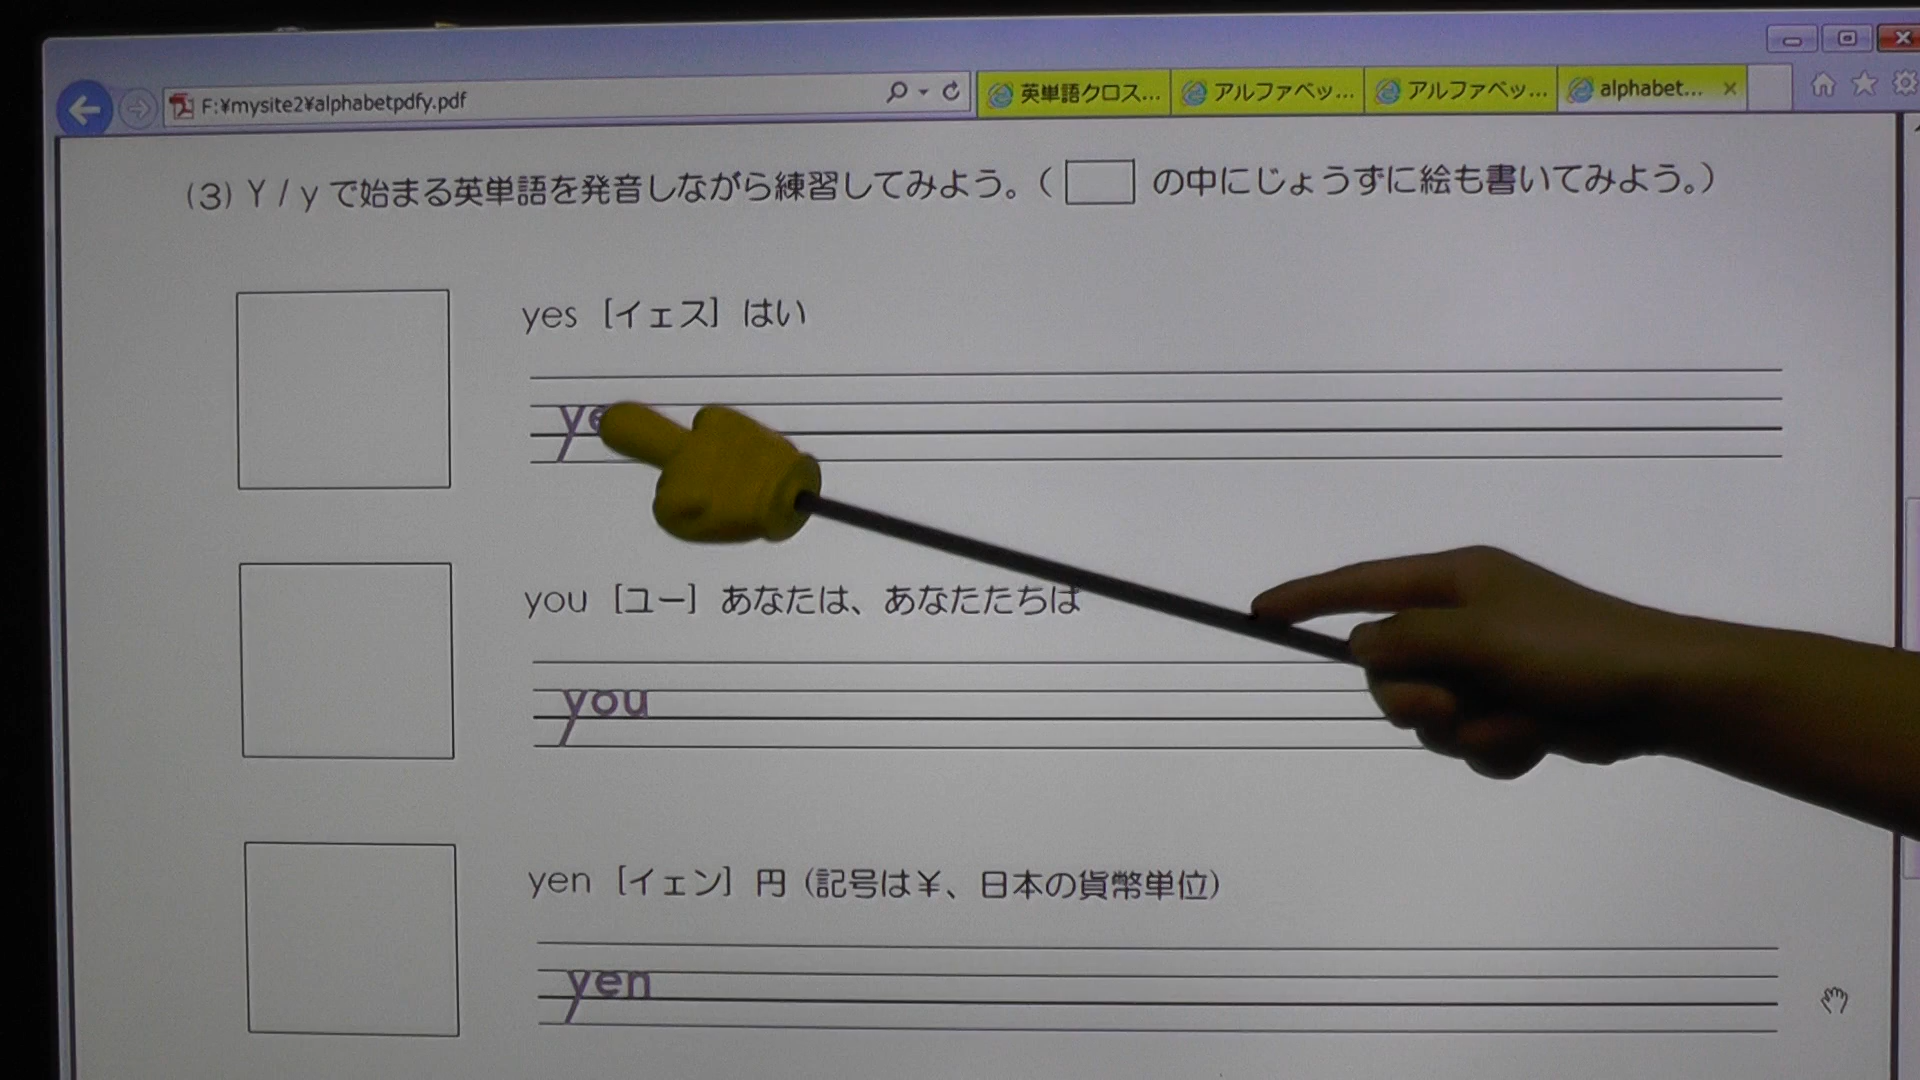 F:¥mysite2¥alphabetpdfy.pdf
英単語クロス...
アルファベッ...
アルファベッ...
alphabet...
(3) Y / y で始まる英単語を発音しながら練習してみよう。(□の中にじょうずに絵も書いてみよう。)
yes [イェス] はい
ye
you [ユー] あなたは、あなたたちは
you
yen [イェン] 円 (記号は¥、日本の貨幣単位)
yen